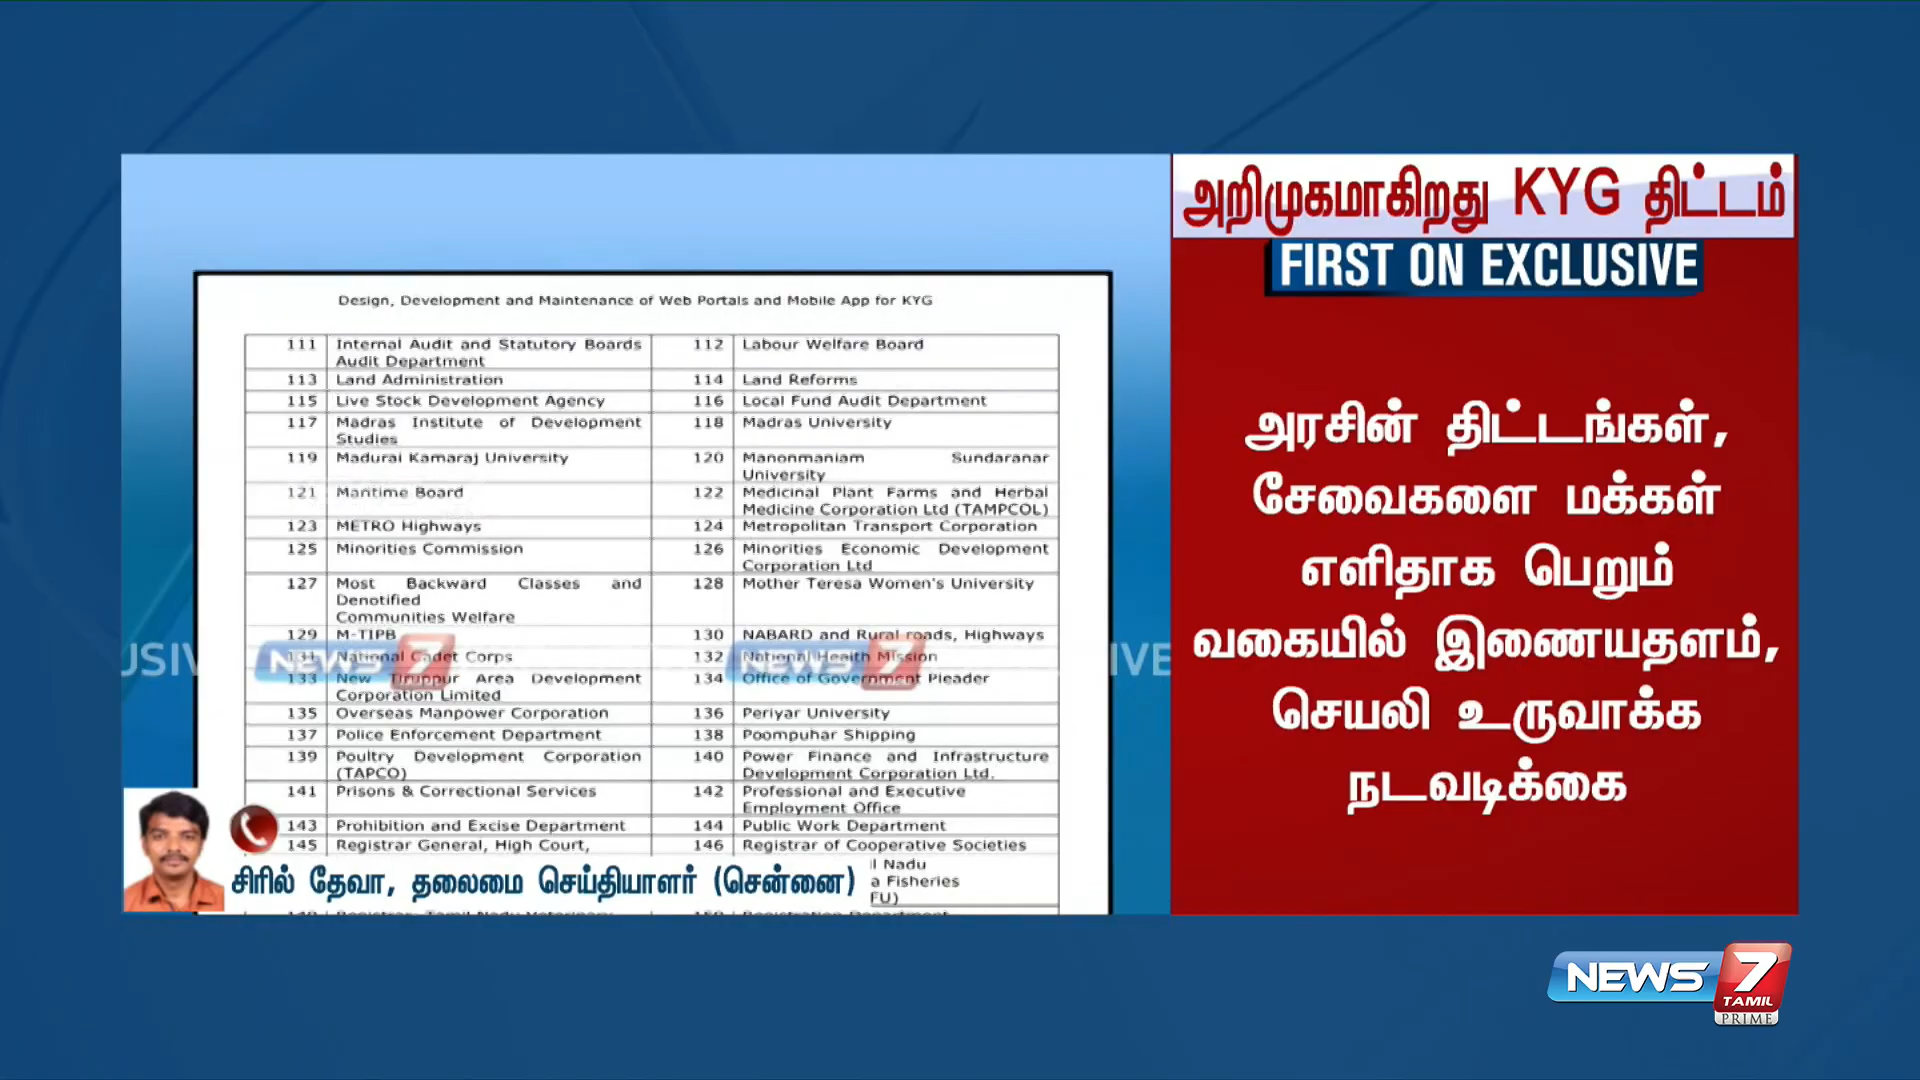 அறிமுகமாகிறது KYG திட்டம்
FIRST ON EXCLUSIVE
அரசின் திட்டங்கள்,
சேவைகளை மக்கள்
எளிதாக பெறும்
வகையில் இணையதளம்,
செயலி உருவாக்க
நடவடிக்கை
Design, Development and Maintenance of Web Portals and Mobile App for KYG
111 Internal Audit and Statutory Boards 112 Labour Welfare Board
Audit Department
113 Land Administration 114 Land Reforms
115 Live Stock Development Agency 116 Local Fund Audit Department
117 Madras Institute of Development 118 Madras University
Studies
119 Madurai Kamaraj University 120 Manonmaniam Sundaranar
University
121 Maritime Board 122 Medicinal Plant Farms and Herbal
Medicine Corporation Ltd (TAMPCOL)
123 METRO Highways 124 Metropolitan Transport Corporation
125 Minorities Commission 126 Minorities Economic Development
Corporation Ltd
127 Most Backward Classes and 128 Mother Teresa Women's University
Denotified
Communities Welfare
129 M-TIPB 130 NABARD and Rural roads, Highways
131 National Cadet Corps 132 National Health Mission
133 New Tiruppur Area Development 134 Office of Government Pleader
Corporation Limited
135 Overseas Manpower Corporation 136 Periyar University
137 Police Enforcement Department 138 Poompuhar Shipping
139 Poultry Development Corporation 140 Power Finance and Infrastructure
(TAPCO) Development Corporation Ltd.
141 Prisons & Correctional Services 142 Professional and Executive
Employment Office
143 Prohibition and Excise Department 144 Public Work Department
145 Registrar General, High Court, 146 Registrar of Cooperative Societies
Nadu
Fisheries
FU)
சிரில் தேவா, தலைமை செய்தியாளர் (சென்னை)
USIV NEWS 7 NEWS 7 IVE
NEWS 7
TAMIL
PRIME